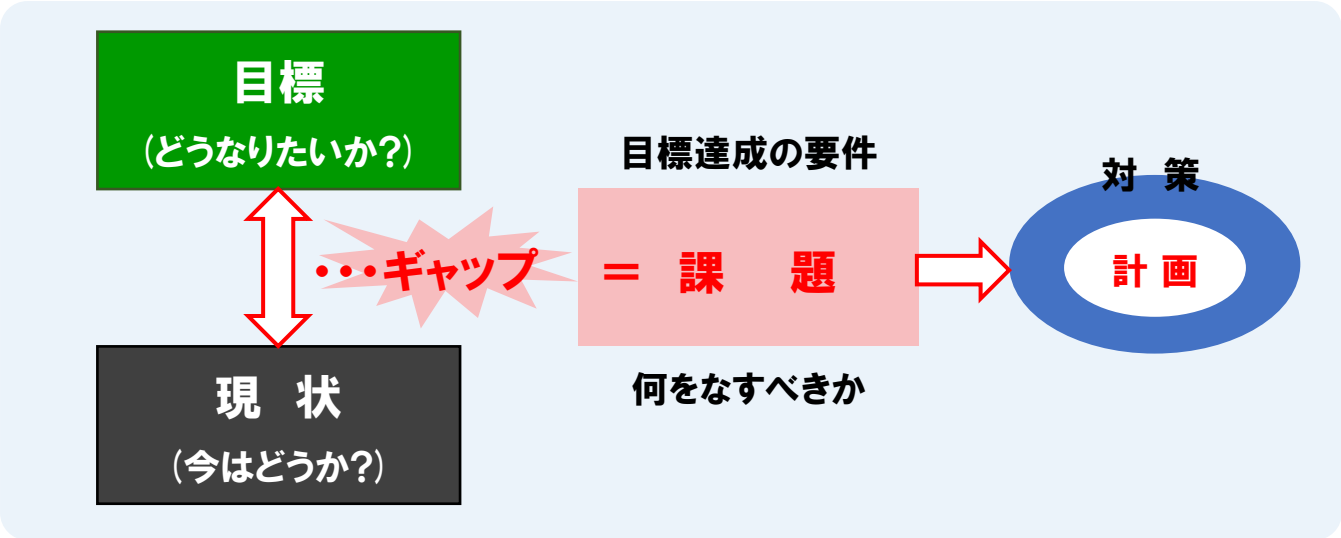 目標
(どうなりたいか?)
・・・ギャップ
現 状
(今はどうか?)
目標達成の要件
= 課 題
何をなすべきか
対 策
計 画